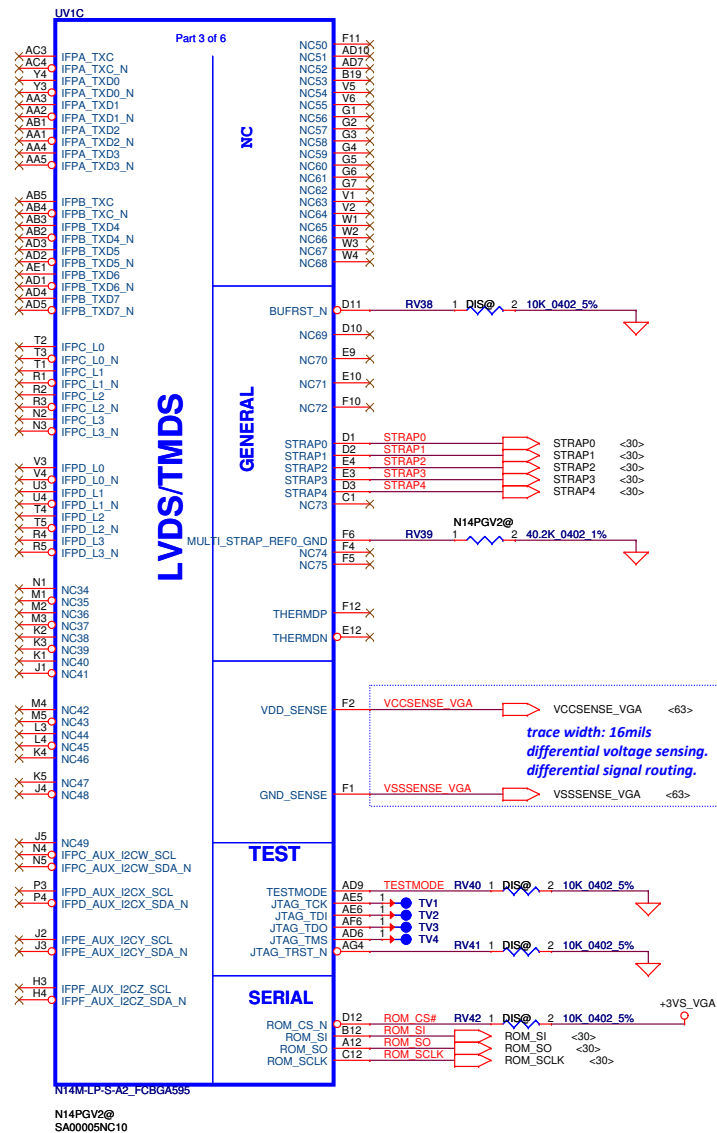 UV1C
Part 3 of 6
AC3 IFPA_TXC
AC4 IFPA_TXC_N
Y4 IFPA_TXD0
Y3 IFPA_TXD0_N
AA3 IFPA_TXD1
AA2 IFPA_TXD1_N
AB1 IFPA_TXD2
AA1 IFPA_TXD2_N
AA4 IFPA_TXD3
AA5 IFPA_TXD3_N
AB5 IFPB_TXC
AB4 IFPB_TXC_N
AB3 IFPB_TXD4
AB2 IFPB_TXD4_N
AD3 IFPB_TXD5
AD2 IFPB_TXD5_N
AE1 IFPB_TXD6
AD1 IFPB_TXD6_N
AD4 IFPB_TXD7
AD5 IFPB_TXD7_N
T2 IFPC_L0
T3 IFPC_L0_N
T1 IFPC_L1
R1 IFPC_L1_N
R2 IFPC_L2
R3 IFPC_L2_N
N2 IFPC_L3
N3 IFPC_L3_N
V3 IFPD_L0
V4 IFPD_L0_N
U3 IFPD_L1
U4 IFPD_L1_N
T4 IFPD_L2
T5 IFPD_L2_N
R4 IFPD_L3
R5 IFPD_L3_N
N1 NC34
M1 NC35
M2 NC36
M3 NC37
K2 NC38
K3 NC39
K1 NC40
J1 NC41
M4 NC42
M5 NC43
L3 NC44
L4 NC45
K4 NC46
K5 NC47
J4 NC48
J5 NC49
N4 IFPC_AUX_I2CW_SCL
N5 IFPC_AUX_I2CW_SDA_N
P3 IFPD_AUX_I2CX_SCL
P4 IFPD_AUX_I2CX_SDA_N
J2 IFPE_AUX_I2CY_SCL
J3 IFPE_AUX_I2CY_SDA_N
H3 IFPF_AUX_I2CZ_SCL
H4 IFPF_AUX_I2CZ_SDA_N
LVDS/TMDS
NC
NC50 F11
NC51 AD10
NC52 AD7
NC53 B19
NC54 V5
NC55 V6
NC56 G1
NC57 G2
NC58 G3
NC59 G4
NC60 G5
NC61 G6
NC62 G7
NC63 V1
NC64 V2
NC65 W1
NC66 W2
NC67 W3
NC68 W4
GENERAL
BUFRST_N D11 RV38 1 DIS@ 2 10K_0402_5%
NC69 D10
NC70 E9
NC71 E10
NC72 F10
STRAP0 D1 STRAP0 STRAP0 <30>
STRAP1 D2 STRAP1 STRAP1 <30>
STRAP2 E4 STRAP2 STRAP2 <30>
STRAP3 E3 STRAP3 STRAP3 <30>
STRAP4 D3 STRAP4 STRAP4 <30>
NC73 C1
N14PGV2@
MULTI_STRAP_REF0_GND F6 RV39 1 2 40.2K_0402_1%
NC74 F4
NC75 F5
THERMDP F12
THERMDN E12
VDD_SENSE F2 VCCSENSE_VGA VCCSENSE_VGA <63>
trace width: 16mils
differential voltage sensing.
differential signal routing.
GND_SENSE F1 VSSSENSE_VGA VSSSENSE_VGA <63>
TEST
TESTMODE AD9 TESTMODE RV40 1 DIS@ 2 10K_0402_5%
JTAG_TCK AE5 1 TV1
JTAG_TDI AE6 1 TV2
JTAG_TDO AF6 1 TV3
JTAG_TMS AD6 1 TV4
JTAG_TRST_N AG4 RV41 1 DIS@ 2 10K_0402_5%
SERIAL
+3VS_VGA
ROM_CS_N D12 ROM_CS# RV42 1 DIS@ 2 10K_0402_5%
ROM_SI B12 ROM_SI ROM_SI <30>
ROM_SO A12 ROM_SO ROM_SO <30>
ROM_SCLK C12 ROM_SCLK ROM_SCLK <30>
N14M-LP-S-A2_FCBGA595
N14PGV2@
SA00005NC10